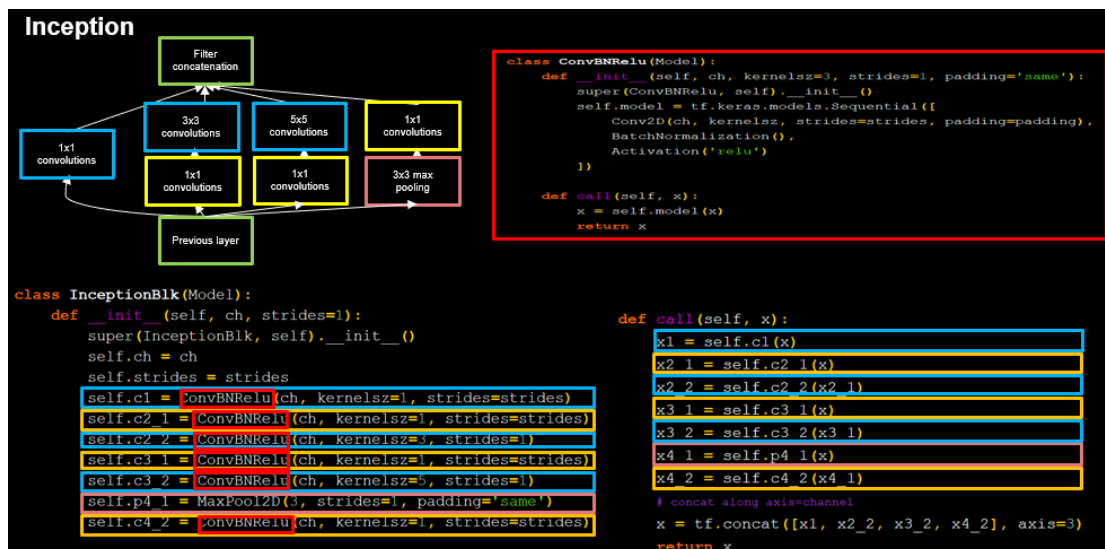 Inception
Filter
concatenation
3x3
convolutions
5x5
convolutions
1x1
convolutions
1x1
convolutions
1x1
convolutions
1x1
convolutions
3x3 max
pooling
Previous layer
class ConvBNRelu(Model):
    def __init__(self, ch, kernelsz=3, strides=1, padding='same'):
        super(ConvBNRelu, self).__init__()
        self.model = tf.keras.models.Sequential([
            Conv2D(ch, kernelsz, strides=strides, padding=padding),
            BatchNormalization(),
            Activation('relu')
        ])
    def call(self, x):
        x = self.model(x)
        return x
class InceptionBlk(Model):
    def __init__(self, ch, strides=1):
        super(InceptionBlk, self).__init__()
        self.ch = ch
        self.strides = strides
        self.c1 = ConvBNRelu(ch, kernelsz=1, strides=strides)
        self.c2_1 = ConvBNRelu(ch, kernelsz=1, strides=strides)
        self.c2_2 = ConvBNRelu(ch, kernelsz=3, strides=1)
        self.c3_1 = ConvBNRelu(ch, kernelsz=1, strides=strides)
        self.c3_2 = ConvBNRelu(ch, kernelsz=5, strides=1)
        self.p4_1 = MaxPool2D(3, strides=1, padding='same')
        self.c4_2 = ConvBNRelu(ch, kernelsz=1, strides=strides)
    def call(self, x):
        x1 = self.c1(x)
        x2_1 = self.c2_1(x)
        x2_2 = self.c2_2(x2_1)
        x3_1 = self.c3_1(x)
        x3_2 = self.c3_2(x3_1)
        x4_1 = self.p4_1(x)
        x4_2 = self.c4_2(x4_1)
        # concat along axis=channel
        x = tf.concat([x1, x2_2, x3_2, x4_2], axis=3)
        return x